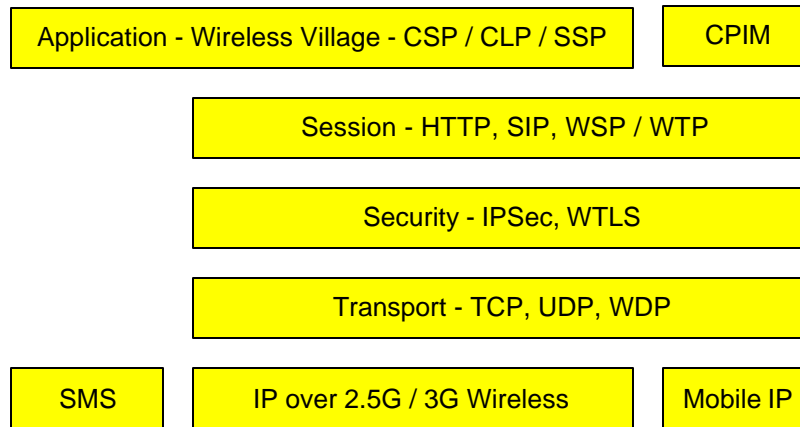 Application - Wireless Village - CSP / CLP / SSP
CPIM
Session - HTTP, SIP, WSP / WTP
Security - IPSec, WTLS
Transport - TCP, UDP, WDP
SMS
IP over 2.5G / 3G Wireless
Mobile IP